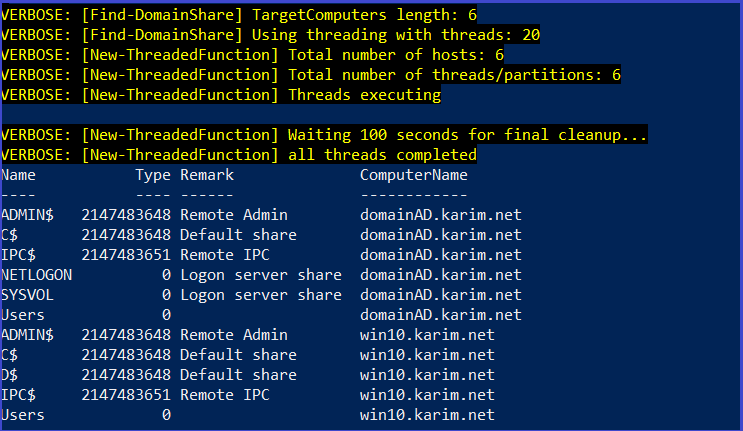 VERBOSE: [Find-DomainShare] TargetComputers length: 6
VERBOSE: [Find-DomainShare] Using threading with threads: 20
VERBOSE: [New-ThreadedFunction] Total number of hosts: 6
VERBOSE: [New-ThreadedFunction] Total number of threads/partitions: 6
VERBOSE: [New-ThreadedFunction] Threads executing
VERBOSE: [New-ThreadedFunction] Waiting 100 seconds for final cleanup...
VERBOSE: [New-ThreadedFunction] all threads completed
Name           Type Remark              ComputerName
----           ---- ------              ------------
ADMIN$   2147483648 Remote Admin        domainAD.karim.net
C$       2147483648 Default share       domainAD.karim.net
IPC$     2147483651 Remote IPC          domainAD.karim.net
NETLOGON          0 Logon server share  domainAD.karim.net
SYSVOL            0 Logon server share  domainAD.karim.net
Users             0                     domainAD.karim.net
ADMIN$   2147483648 Remote Admin        win10.karim.net
C$       2147483648 Default share       win10.karim.net
D$       2147483648 Default share       win10.karim.net
IPC$     2147483651 Remote IPC          win10.karim.net
Users             0                     win10.karim.net